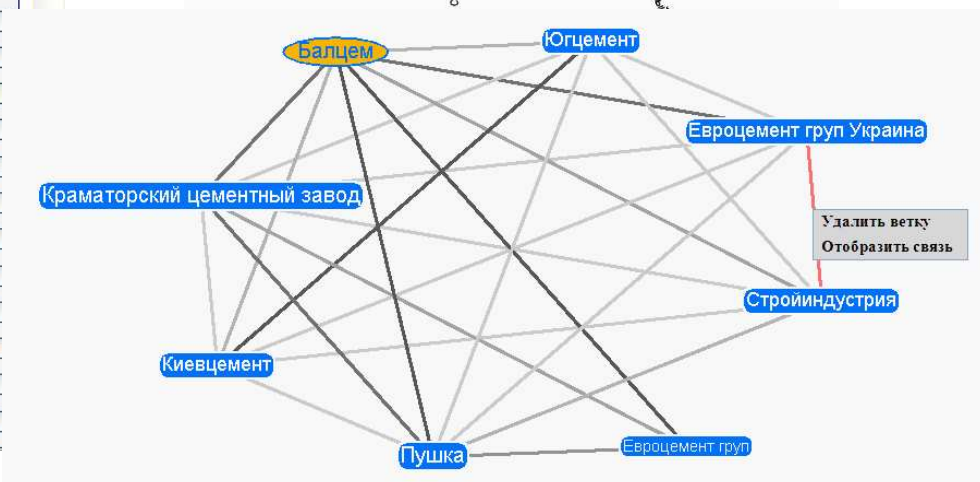 Балцем
Югцемент
Евроцемент груп Украина
Краматорский цементный завод
Удалить ветку
Отобразить связь
Стройиндустрия
Киевцемент
Пушка
Евроцемент груп